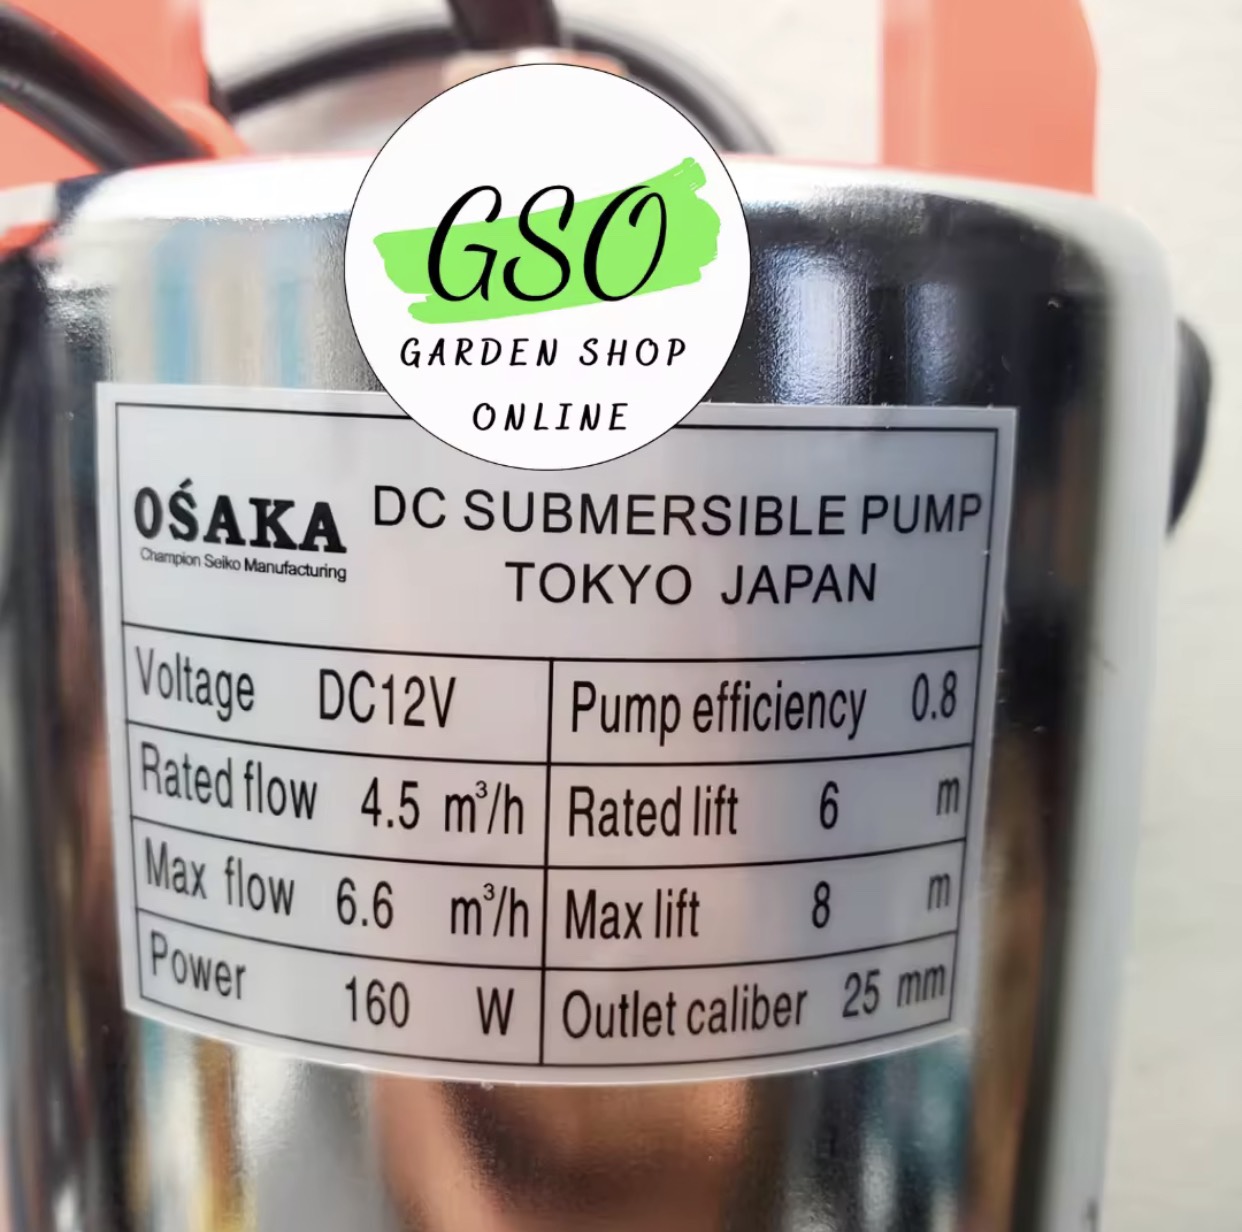 GSO
GARDEN SHOP
ONLINE
OŚAKA DC SUBMERSIBLE PUMP
Champion Seiko Manufacturing TOKYO JAPAN
Voltage DC12V Pump efficiency 0.8
Rated flow 4.5 m³/h Rated lift 6 m
Max flow 6.6 m³/h Max lift 8 m
Power 160 W Outlet caliber 25 mm